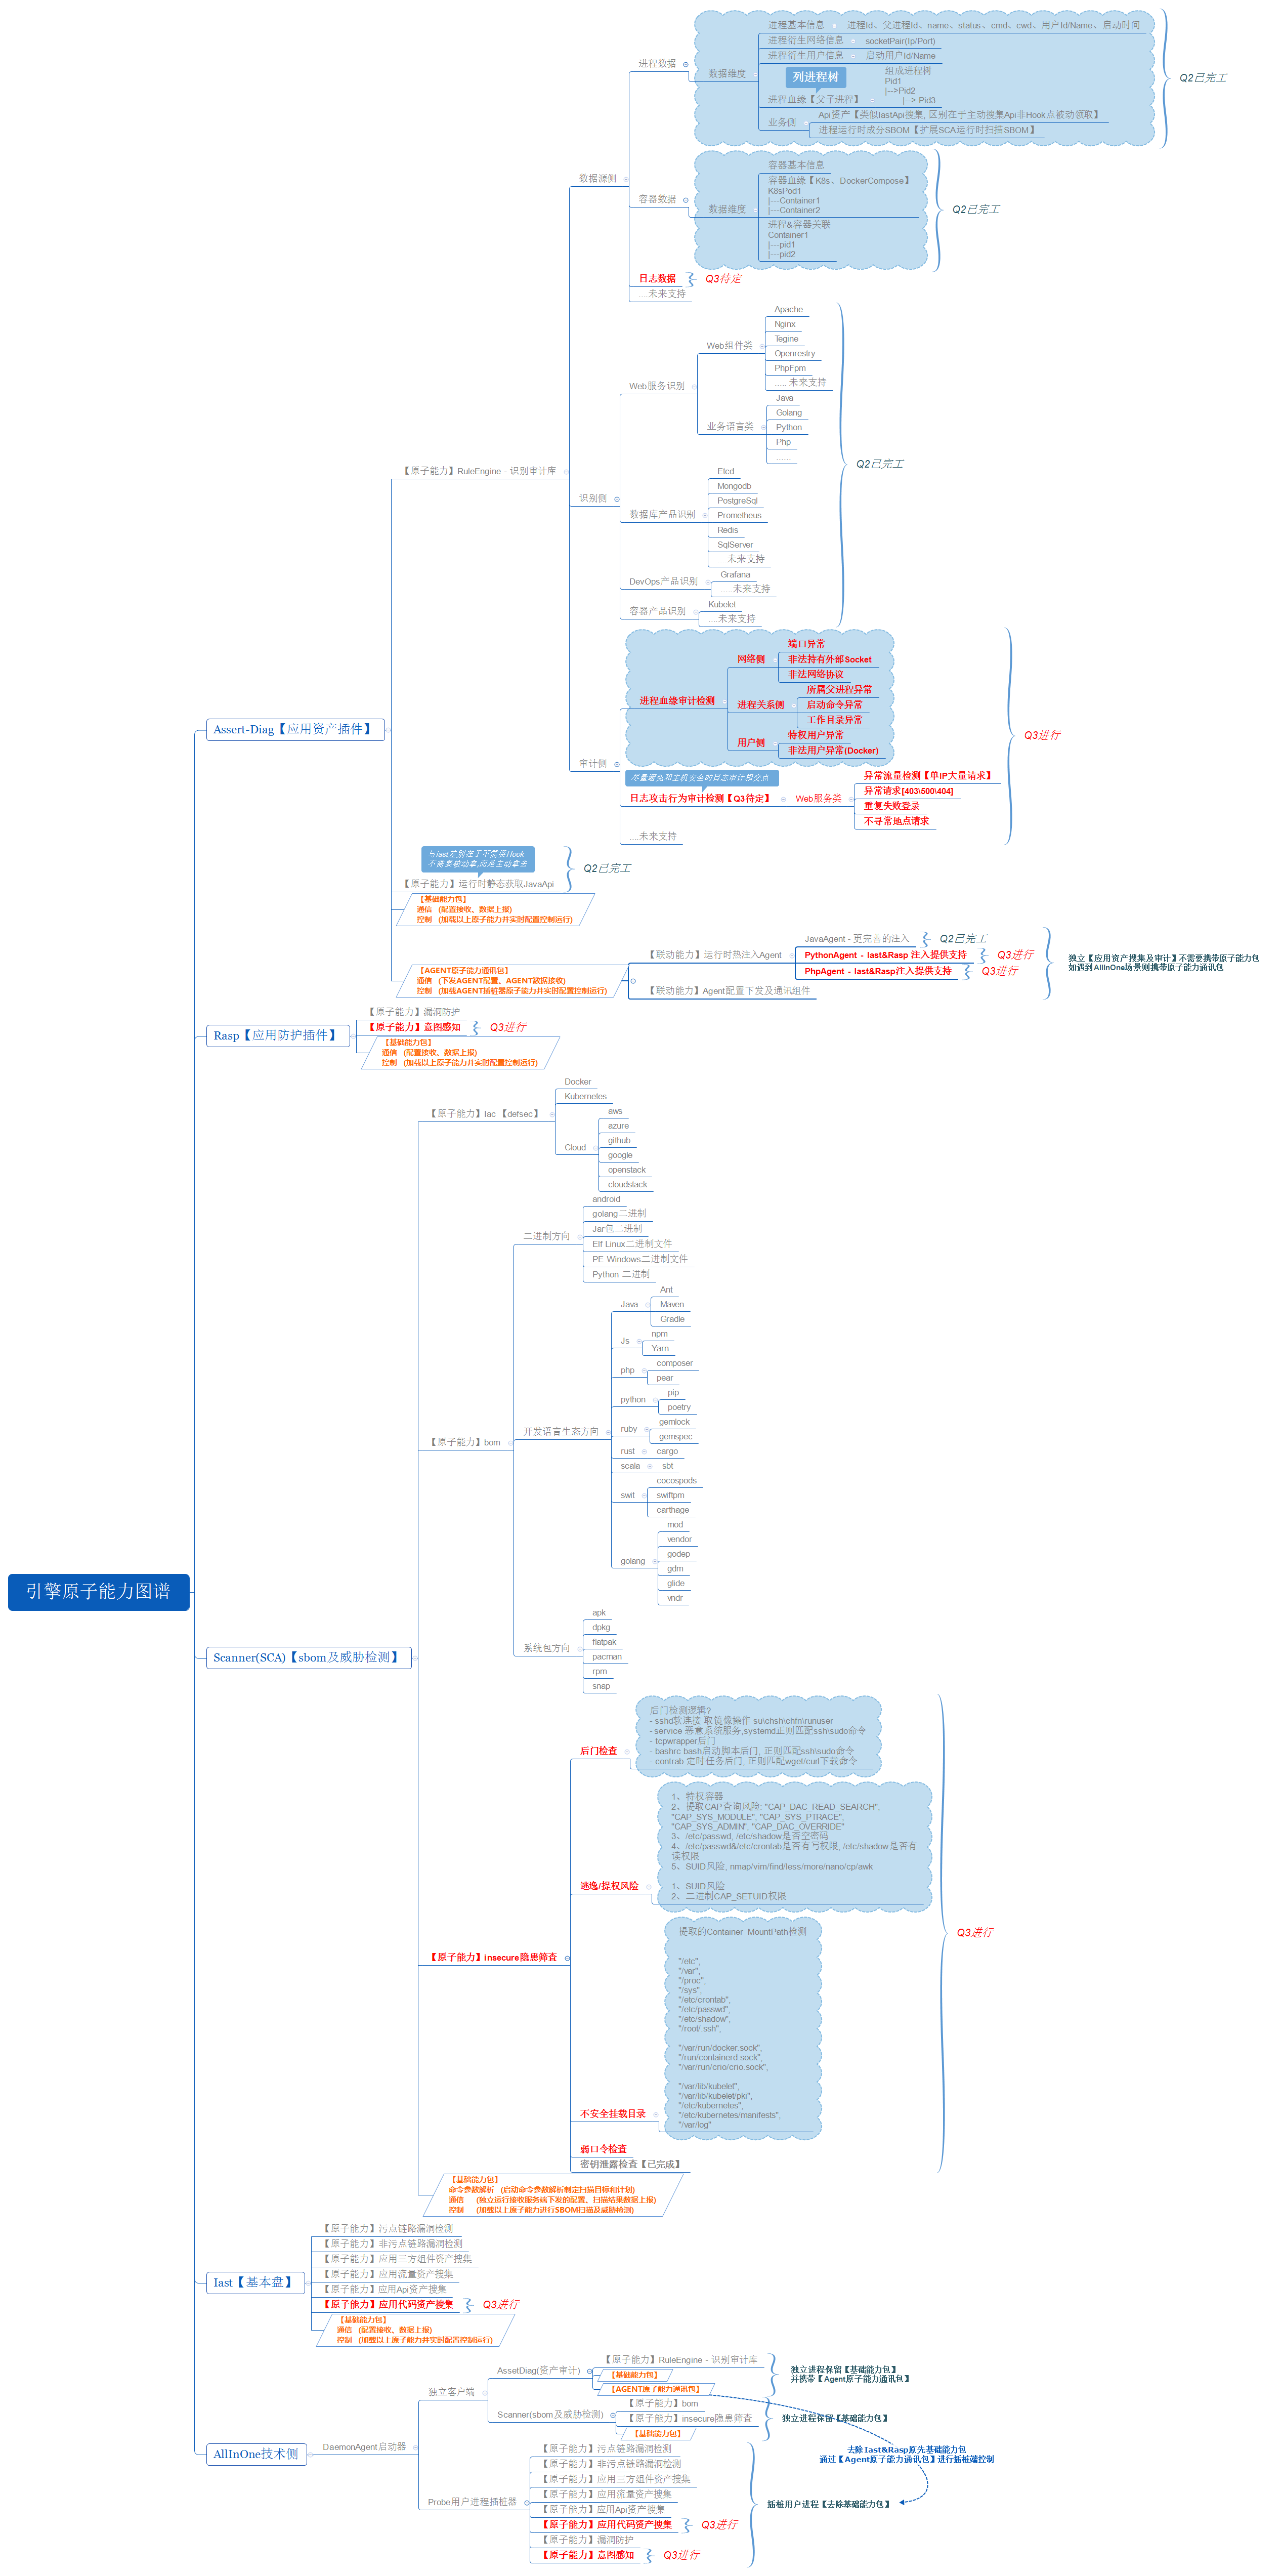 引擎原子能力图谱
Assert-Diag【应用资产插件】
【原子能力】RuleEngine - 识别审计库
数据源侧
进程数据
数据维度
进程基本信息
进程Id、父进程Id、name、status、cmd、cwd、用户Id/Name、启动时间
进程衍生网络信息
socketPair(Ip/Port)
进程衍生用户信息
启动用户Id/Name
列进程树
进程血缘【父子进程】
组成进程树
Pid1
|-->Pid2
|--> Pid3
业务侧
Api资产【类似IastApi搜集, 区别在于主动搜集Api非Hook点被动领取】
进程运行时成分SBOM【扩展SCA运行时扫描SBOM】
Q2已完工
容器数据
数据维度
容器基本信息
容器血缘【K8s、DockerCompose】
K8sPod1
|---Container1
|---Container2
进程&容器关联
Container1
|---pid1
|---pid2
Q2已完工
日志数据
Q3待定
....未来支持
识别侧
Web服务识别
Web组件类
Apache
Nginx
Tegine
Openrestry
PhpFpm
...... 未来支持
业务语言类
Java
Golang
Python
Php
.......
数据库产品识别
Etcd
Mongodb
PostgreSql
Prometheus
Redis
SqlServer
....未来支持
DevOps产品识别
Grafana
......未来支持
容器产品识别
Kubelet
....未来支持
Q2已完工
审计侧
进程血缘审计检测
网络侧
端口异常
非法持有外部Socket
非法网络协议
进程关系侧
所属父进程异常
启动命令异常
工作目录异常
用户侧
特权用户异常
非法用户异常(Docker)
尽量避免和主机安全的日志审计相交点
日志攻击行为审计检测【Q3待定】
Web服务类
异常流量检测【单IP大量请求】
异常请求[403\500\404]
重复失败登录
不寻常地点请求
....未来支持
Q3进行
与Iast差别在于不需要Hook
不需要被动拿,而是主动拿去
【原子能力】运行时静态获取JavaApi
Q2已完工
【基础能力包】
通信 (配置接收、数据上报)
控制 (加载以上原子能力并实时配置控制运行)
【AGENT原子能力通讯包】
通信 (下发AGENT配置、AGENT数据接收)
控制 (加载AGENT插桩器原子能力并实时配置控制运行)
【联动能力】运行时热注入Agent
JavaAgent - 更完善的注入
Q2已完工
PythonAgent - Iast&Rasp 注入提供支持
Q3进行
PhpAgent - Iast&Rasp注入提供支持
Q3进行
【联动能力】Agent配置下发及通讯组件
独立【应用资产搜集及审计】不需要携带原子能力包
如遇到AllInOne场景则携带原子能力通讯包
Rasp【应用防护插件】
【原子能力】漏洞防护
【原子能力】意图感知
Q3进行
【基础能力包】
通信 (配置接收、数据上报)
控制 (加载以上原子能力并实时配置控制运行)
Scanner(SCA)【sbom及威胁检测】
【原子能力】Iac 【defsec】
Docker
Kubernetes
Cloud
aws
azure
github
google
openstack
cloudstack
【原子能力】bom
二进制方向
android
golang二进制
Jar包二进制
Elf Linux二进制文件
PE Windows二进制文件
Python 二进制
开发语言生态方向
Java
Ant
Maven
Gradle
Js
npm
Yarn
php
composer
pear
python
pip
poetry
ruby
gemlock
gemspec
rust
cargo
scala
sbt
swit
cocospods
swiftpm
carthage
golang
mod
vendor
godep
gdm
glide
vndr
系统包方向
apk
dpkg
flatpak
pacman
rpm
snap
【原子能力】insecure隐患筛查
后门检查
后门检测逻辑?
- sshd软连接 取镜像操作 su\chsh\chfn\runuser
- service 恶意系统服务,systemd正则匹配ssh\sudo命令
- tcpwrapper后门
- bashrc bash启动脚本后门, 正则匹配ssh\sudo命令
- contrab 定时任务后门, 正则匹配wget/curl下载命令
逃逸/提权风险
1、特权容器
2、提取CAP查询风险: "CAP_DAC_READ_SEARCH",
"CAP_SYS_MODULE", "CAP_SYS_PTRACE",
"CAP_SYS_ADMIN", "CAP_DAC_OVERRIDE"
3、/etc/passwd, /etc/shadow是否空密码
4、/etc/passwd&/etc/crontab是否有写权限, /etc/shadow是否有
读权限
5、SUID风险, nmap/vim/find/less/more/nano/cp/awk
1、SUID风险
2、二进制CAP_SETUID权限
不安全挂载目录
提取的Container MountPath检测
"/etc",
"/var",
"/proc",
"/sys",
"/etc/crontab",
"/etc/passwd",
"/etc/shadow",
"/root/.ssh",
"/var/run/docker.sock",
"/run/containerd.sock",
"/var/run/crio/crio.sock",
"/var/lib/kubelet",
"/var/lib/kubelet/pki",
"/etc/kubernetes",
"/etc/kubernetes/manifests",
"/var/log"
弱口令检查
密钥泄露检查【已完成】
Q3进行
【基础能力包】
命令参数解析 (启动命令参数解析制定扫描目标和计划)
通信 (独立运行接收服务端下发的配置、扫描结果数据上报)
控制 (加载以上原子能力进行SBOM扫描及威胁检测)
Iast【基本盘】
【原子能力】污点链路漏洞检测
【原子能力】非污点链路漏洞检测
【原子能力】应用三方组件资产搜集
【原子能力】应用流量资产搜集
【原子能力】应用Api资产搜集
【原子能力】应用代码资产搜集
Q3进行
【基础能力包】
通信 (配置接收、数据上报)
控制 (加载以上原子能力并实时配置控制运行)
AllInOne技术侧
DaemonAgent启动器
独立客户端
AssetDiag(资产审计)
【原子能力】RuleEngine - 识别审计库
【基础能力包】
【AGENT原子能力通讯包】
独立进程保留【基础能力包】
并携带【Agent原子能力通讯包】
Scanner(sbom及威胁检测)
【原子能力】bom
【原子能力】insecure隐患筛查
【基础能力包】
独立进程保留【基础能力包】
去除Iast&Rasp原先基础能力包
通过【Agent原子能力通讯包】进行插桩端控制
Probe用户进程插桩器
【原子能力】污点链路漏洞检测
【原子能力】非污点链路漏洞检测
【原子能力】应用三方组件资产搜集
【原子能力】应用流量资产搜集
【原子能力】应用Api资产搜集
【原子能力】应用代码资产搜集
Q3进行
【原子能力】漏洞防护
【原子能力】意图感知
Q3进行
插桩用户进程【去除基础能力包】